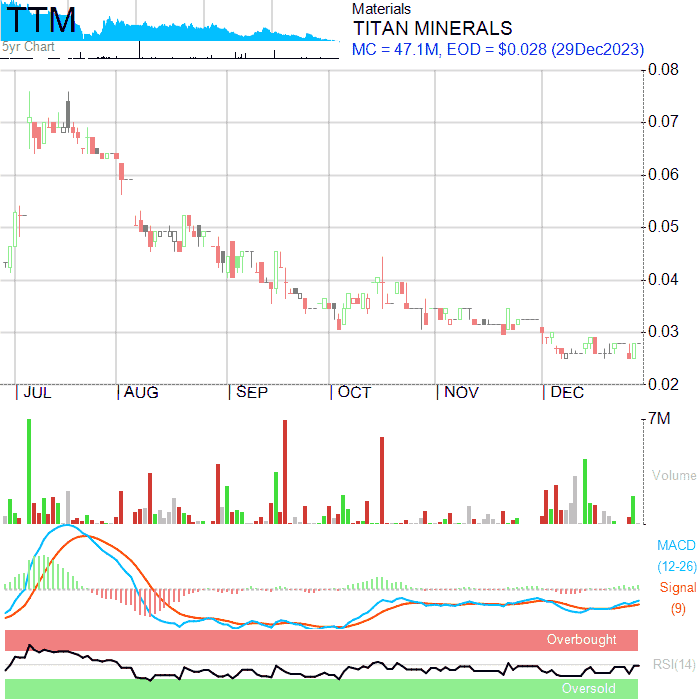 TTM
5yr Chart
Materials
TITAN MINERALS
MC = 47.1M, EOD = $0.028 (29Dec2023)
0.08
0.07
0.06
0.05
0.04
0.03
0.02
JUL AUG SEP OCT NOV DEC
7M
Volume
MACD
(12-26)
Signal
(9)
Overbought
RSI(14)
Oversold